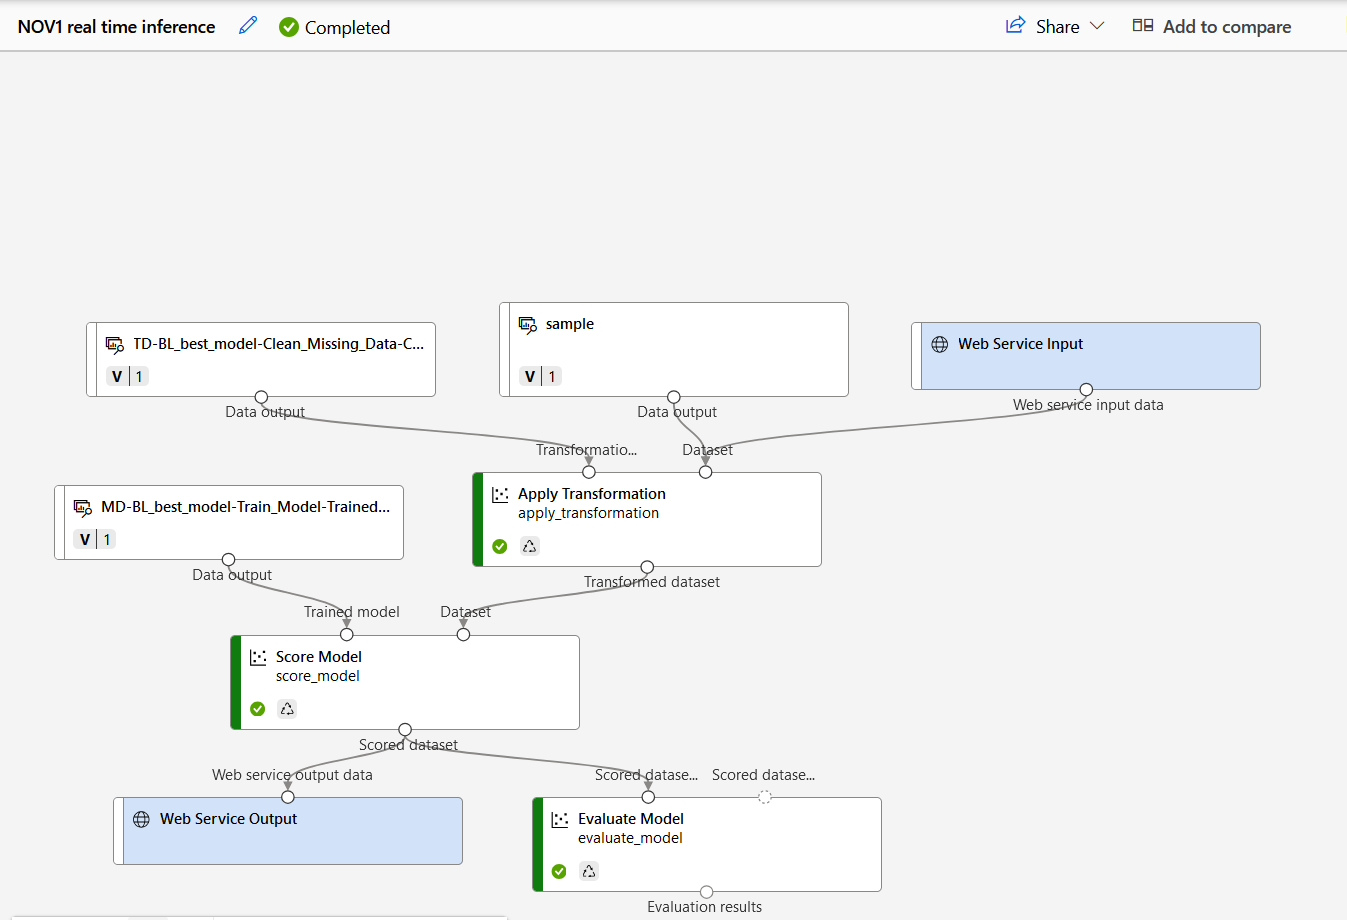 NOV1 real time inference
Completed
Share
Add to compare
sample
V 1
Data output
TD-BL_best_model-Clean_Missing_Data-C...
V 1
Data output
Web Service Input
Web service input data
Transformatio...
Dataset
Apply Transformation
apply_transformation
Transformed dataset
MD-BL_best_model-Train_Model-Trained...
V 1
Data output
Trained model
Dataset
Score Model
score_model
Scored dataset
Web service output data
Scored datase...
Scored datase...
Web Service Output
Evaluate Model
evaluate_model
Evaluation results